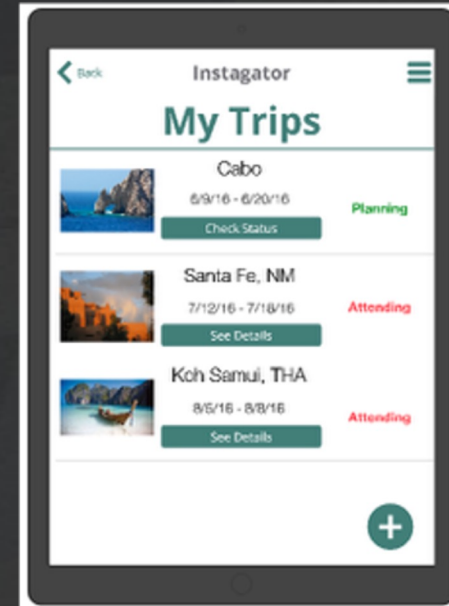 Back
Instagator
My Trips
Cabo
6/9/16 - 6/20/16
Planning
Check Status
Santa Fe, NM
7/12/16 - 7/18/16
Attending
See Details
Koh Samui, THA
8/5/16 - 8/8/16
Attending
See Details